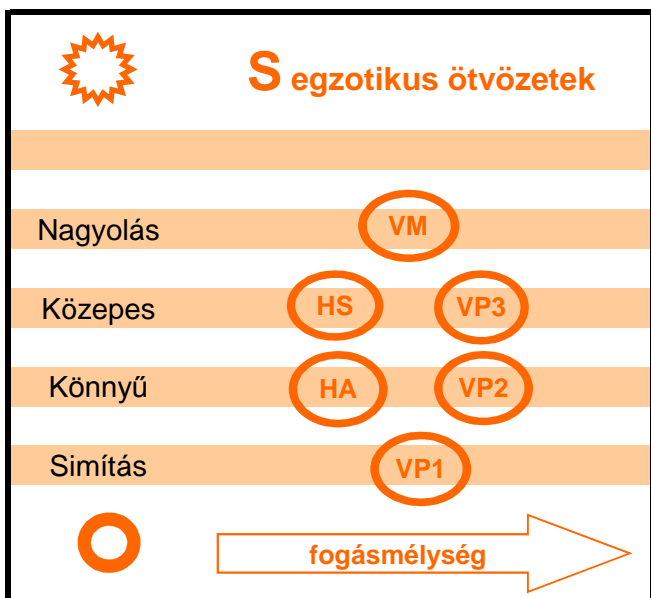 S egzotikus ötvözetek
Nagyolás
VM
Közepes
HS
VP3
Könnyű
HA
VP2
Simítás
VP1
fogásmélység